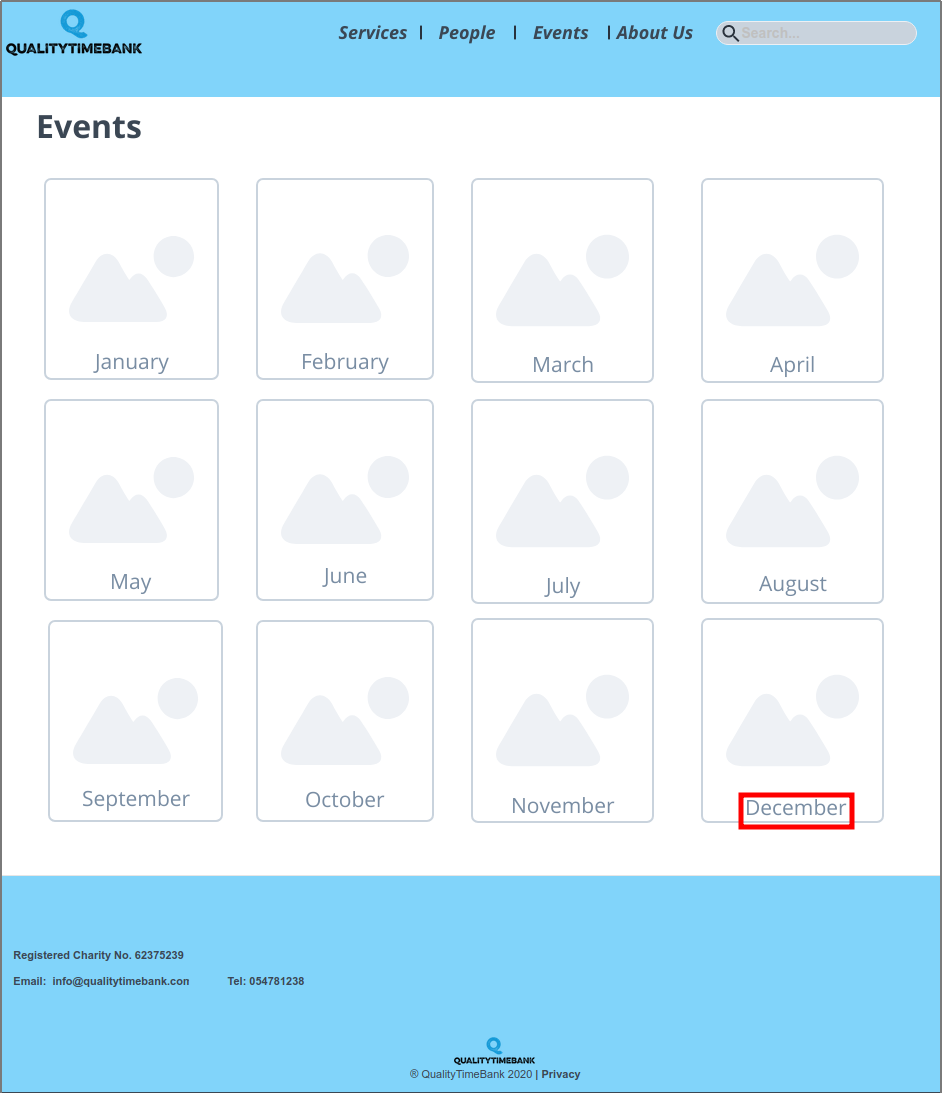 QUALITYTIMEBANK
Services | People | Events | About Us
Search...
Events
January
February
March
April
May
June
July
August
September
October
November
December
Registered Charity No. 62375239
Email: info@qualitytimebank.con Tel: 054781238
QUALITYTIMEBANK
® QualityTimeBank 2020 | Privacy